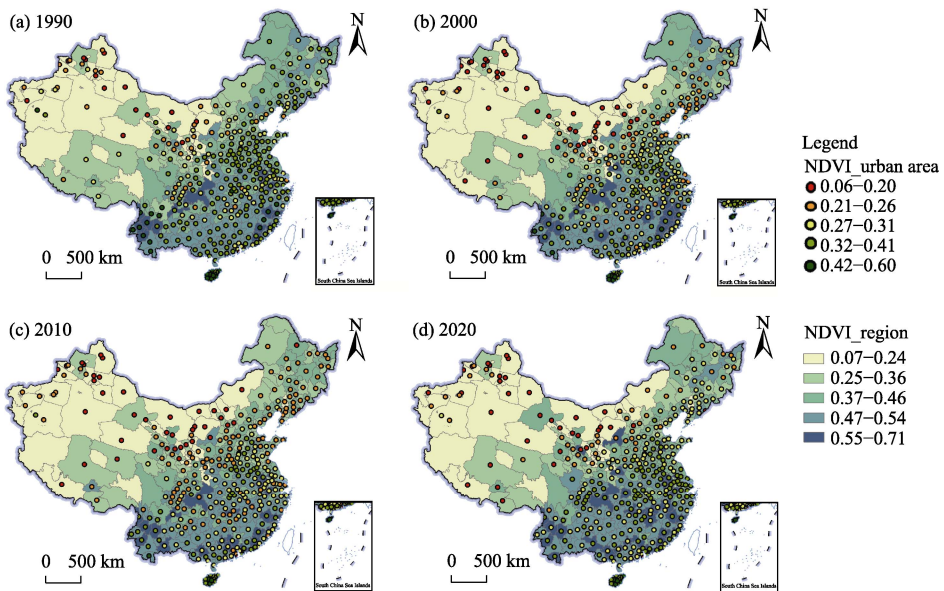 (a) 1990
N
0 500 km
South China Sea Islands
(b) 2000
N
0 500 km
South China Sea Islands
Legend
NDVI_urban area
0.06−0.20
0.21−0.26
0.27−0.31
0.32−0.41
0.42−0.60
(c) 2010
N
0 500 km
South China Sea Islands
(d) 2020
N
0 500 km
South China Sea Islands
NDVI_region
0.07−0.24
0.25−0.36
0.37−0.46
0.47−0.54
0.55−0.71